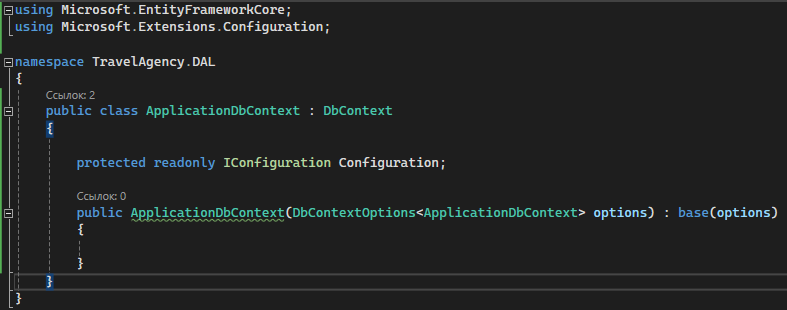 using Microsoft.EntityFrameworkCore;
using Microsoft.Extensions.Configuration;
namespace TravelAgency.DAL
{
Ссылок: 2
public class ApplicationDbContext : DbContext
{
protected readonly IConfiguration Configuration;
Ссылок: 0
public ApplicationDbContext(DbContextOptions<ApplicationDbContext> options) : base(options)
{
}
}
}